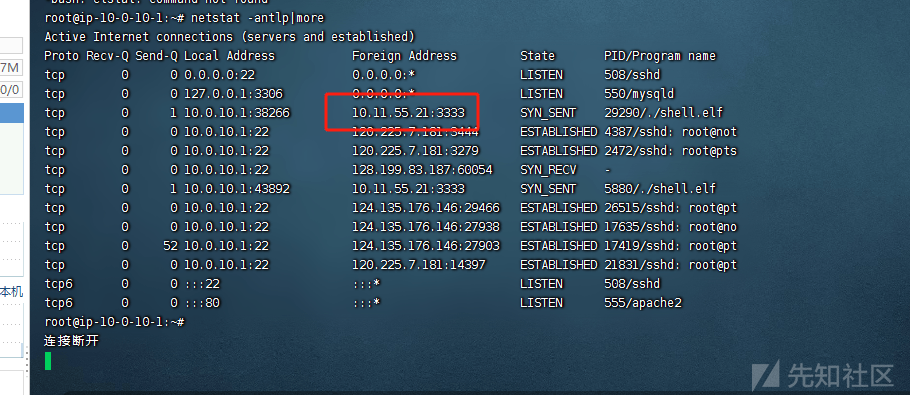 -bash: etstat: command not found
root@ip-10-0-10-1:~# netstat -antlp|more
Active Internet connections (servers and established)
Proto Recv-Q Send-Q Local Address Foreign Address State PID/Program name
tcp 0 0 0.0.0.0:22 0.0.0.0:* LISTEN 508/sshd
tcp 0 0 127.0.0.1:3306 0.0.0.0:* LISTEN 550/mysqld
tcp 0 1 10.0.10.1:38266 10.11.55.21:3333 SYN_SENT 29290/./shell.elf
tcp 0 0 10.0.10.1:22 120.225.7.181:3444 ESTABLISHED 4387/sshd: root@not
tcp 0 0 10.0.10.1:22 120.225.7.181:3279 ESTABLISHED 2472/sshd: root@pts
tcp 0 0 10.0.10.1:22 128.199.83.187:60054 SYN_RECV -
tcp 0 1 10.0.10.1:43892 10.11.55.21:3333 SYN_SENT 5880/./shell.elf
tcp 0 0 10.0.10.1:22 124.135.176.146:29466 ESTABLISHED 26515/sshd: root@pt
tcp 0 0 10.0.10.1:22 124.135.176.146:27938 ESTABLISHED 17635/sshd: root@no
tcp 0 52 10.0.10.1:22 124.135.176.146:27903 ESTABLISHED 17419/sshd: root@pt
tcp 0 0 10.0.10.1:22 120.225.7.181:14397 ESTABLISHED 21831/sshd: root@pt
tcp6 0 0 :::22 :::* LISTEN 508/sshd
tcp6 0 0 :::80 :::* LISTEN 555/apache2
root@ip-10-0-10-1:~#
连接断开
7M
0/0
本机
先知社区